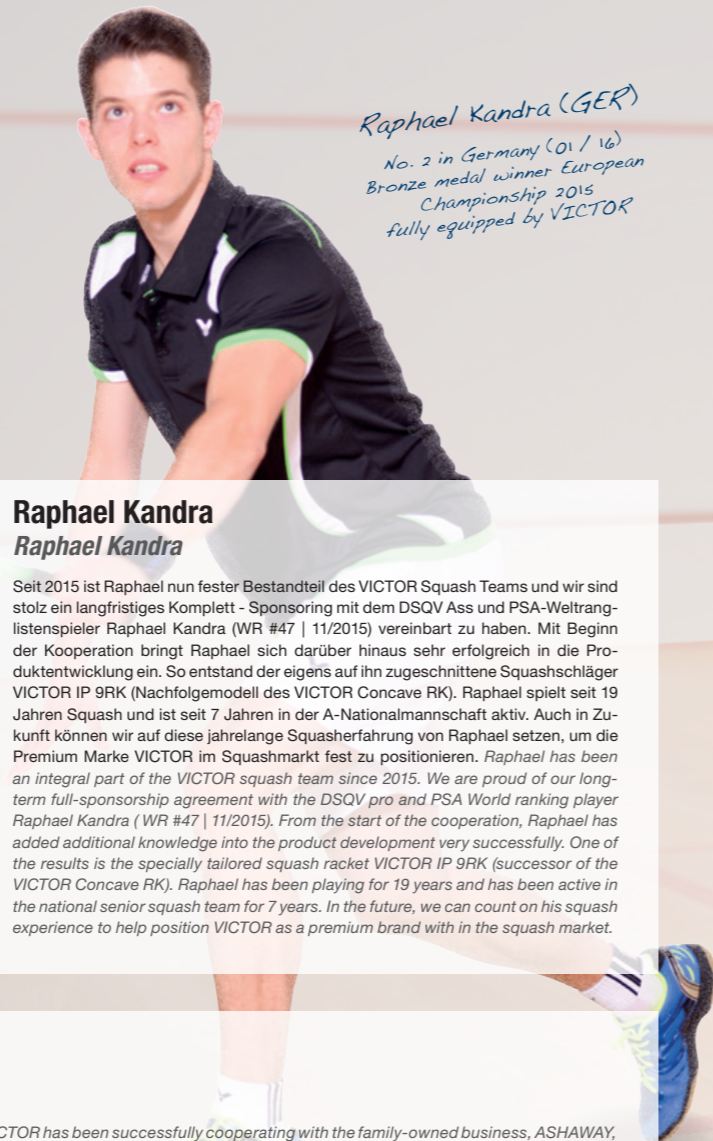 Raphael Kandra (GER)
No. 2 in Germany (01 / 16)
Bronze medal winner European
Championship 2015
fully equipped by VICTOR
Raphael Kandra
Raphael Kandra
Seit 2015 ist Raphael nun fester Bestandteil des VICTOR Squash Teams und wir sind
stolz ein langfristiges Komplett - Sponsoring mit dem DSQV Ass und PSA-Weltrang-
listenspieler Raphael Kandra (WR #47 | 11/2015) vereinbart zu haben. Mit Beginn
der Kooperation bringt Raphael sich darüber hinaus sehr erfolgreich in die Pro-
duktentwicklung ein. So entstand der eigens auf ihn zugeschnittene Squashschläger
VICTOR IP 9RK (Nachfolgemodell des VICTOR Concave RK). Raphael spielt seit 19
Jahren Squash und ist seit 7 Jahren in der A-Nationalmannschaft aktiv. Auch in Zu-
kunft können wir auf diese jahrelange Squasherfahrung von Raphael setzen, um die
Premium Marke VICTOR im Squashmarkt fest zu positionieren. Raphael has been
an integral part of the VICTOR squash team since 2015. We are proud of our long-
term full-sponsorship agreement with the DSQV pro and PSA World ranking player
Raphael Kandra ( WR #47 | 11/2015). From the start of the cooperation, Raphael has
added additional knowledge into the product development very successfully. One of
the results is the specially tailored squash racket VICTOR IP 9RK (successor of the
VICTOR Concave RK). Raphael has been playing for 19 years and has been active in
the national senior squash team for 7 years. In the future, we can count on his squash
experience to help position VICTOR as a premium brand with in the squash market.
CTOR has been successfully cooperating with the family-owned business, ASHAWAY,